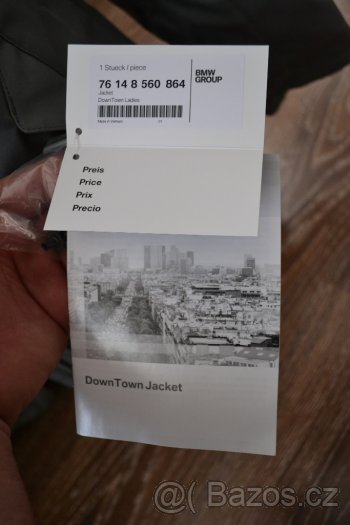 1 Stueck / piece
76 14 8 560 864
Jacket
DownTown Ladies
Made in Vietnam
BMW
GROUP
Preis
Price
Prix
Precio
DownTown Jacket
@( Bazos.cz